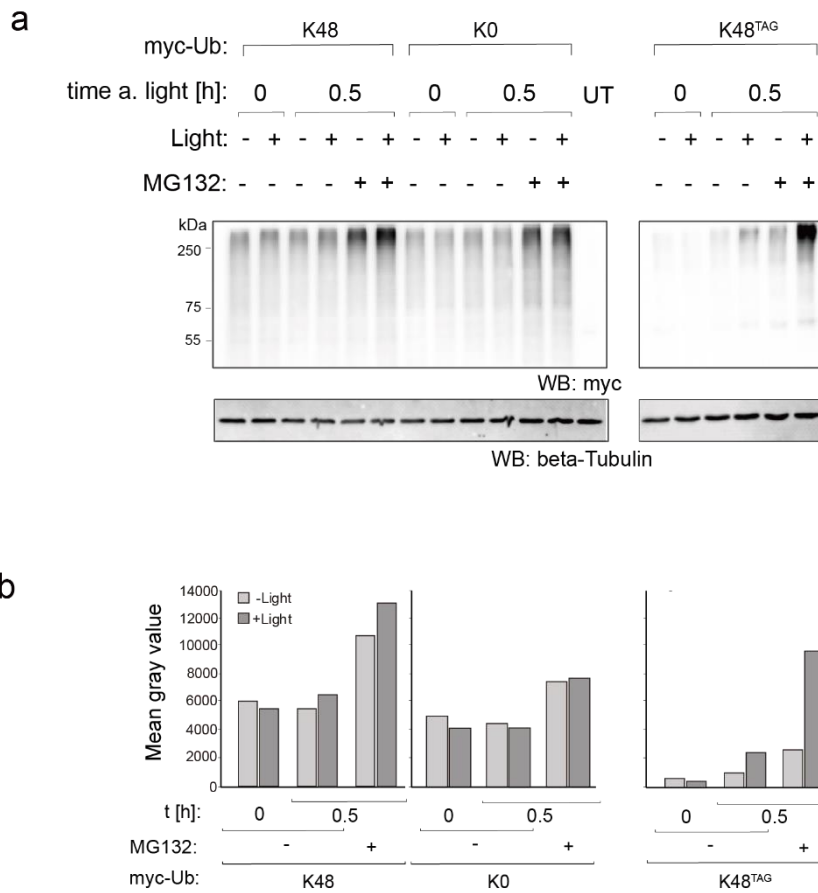 a
myc-Ub: K48 K0 K48TAG
time a. light [h]: 0 0.5 0 0.5 UT 0 0.5
Light: - + - + - + - + - + - + - + - + - +
MG132: - - - - + + - - - - + + - - - - + +
kDa
250
75
55
WB: myc
WB: beta-Tubulin
b
Mean gray value
14000
12000
10000
8000
6000
4000
2000
0
-Light
+Light
t [h]: 0 0.5 0 0.5 0 0.5
MG132: - + - + - +
myc-Ub: K48 K0 K48TAG